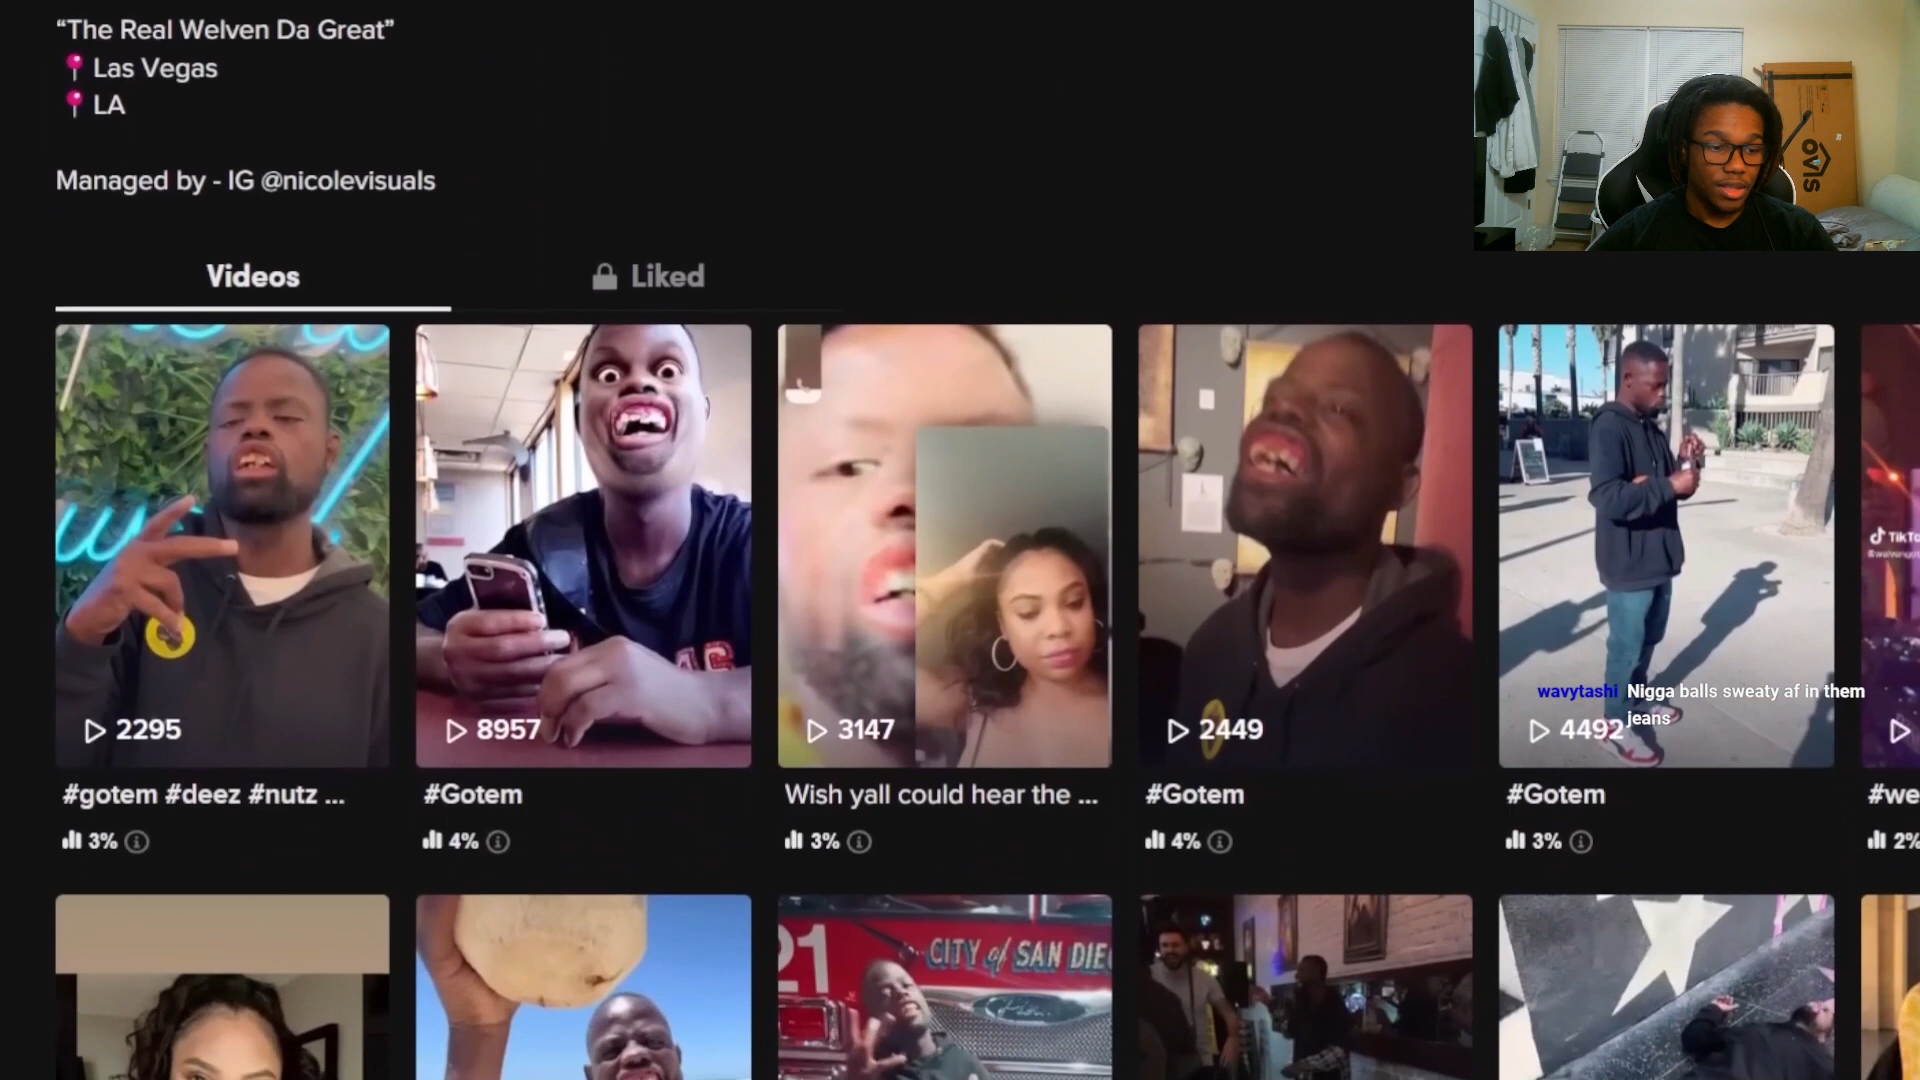 “The Real Welven Da Great”
Las Vegas
LA
Managed by - IG @nicolevisuals
Videos
Liked
OVIS
TikTo
wavytashi Nigga balls sweaty af in them
jeans
2295
8957
3147
2449
4492
#gotem #deez #nutz ...
#Gotem
Wish yall could hear the ...
#Gotem
#Gotem
#we
3%
4%
3%
4%
3%
2%
21
CITY of SAN DIE